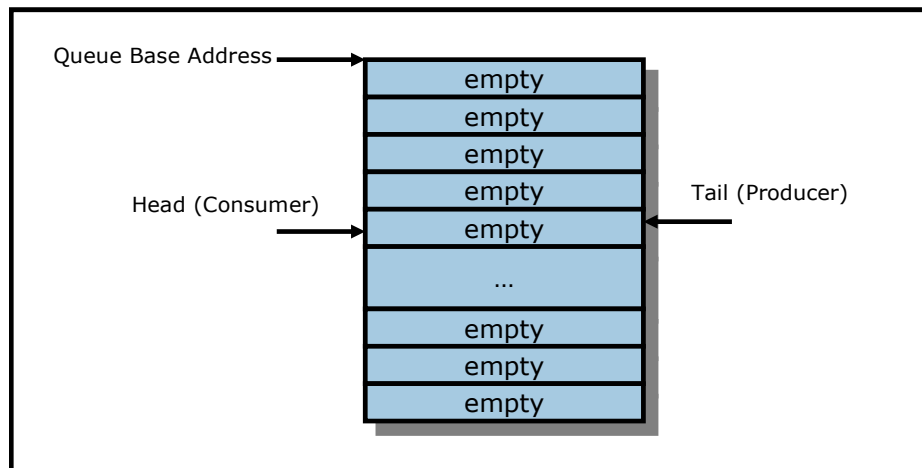 Queue Base Address
empty
empty
empty
empty
Head (Consumer)
Tail (Producer)
empty
...
empty
empty
empty